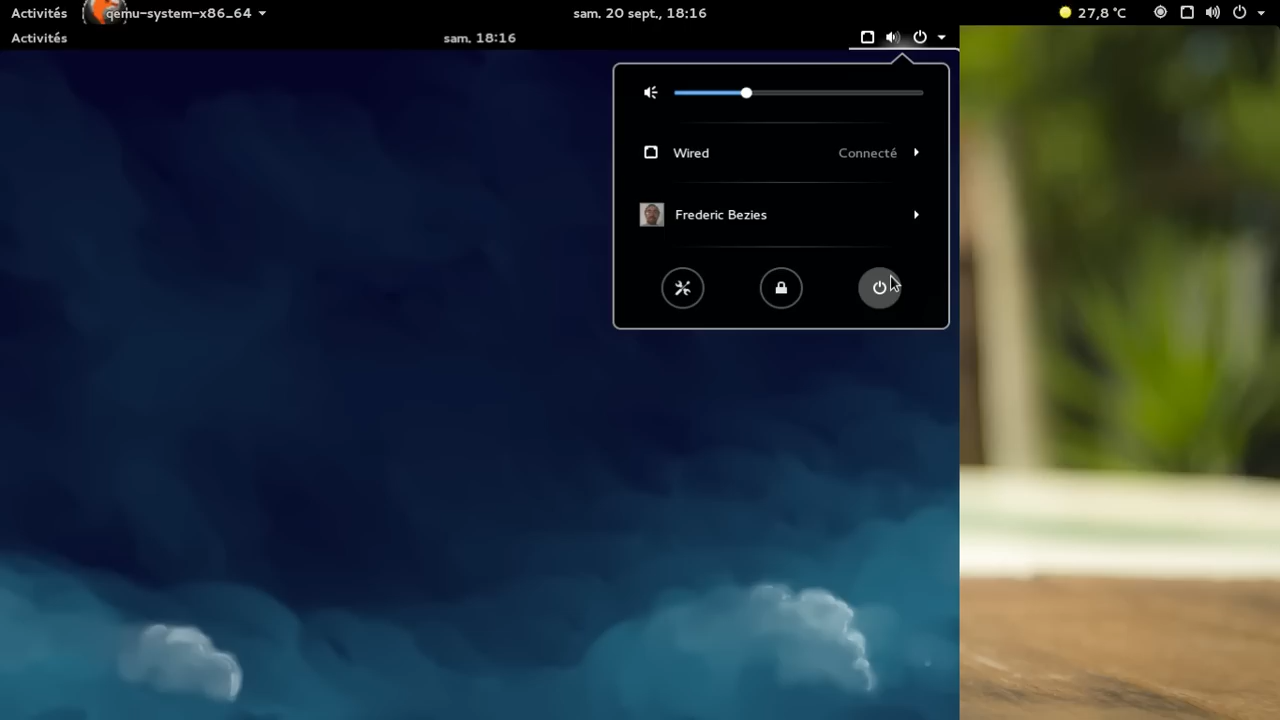 Activités qemu-system-x86_64 sam. 20 sept., 18:16 27,8 °C
Activités sam. 18:16
Wired Connecté
Frederic Bezies